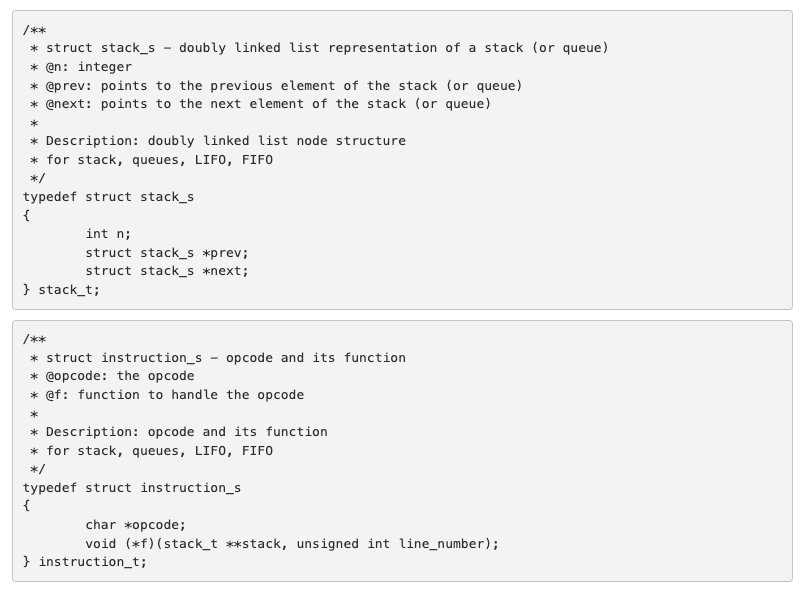 /**
 * struct stack_s – doubly linked list representation of a stack (or queue)
 * @n: integer
 * @prev: points to the previous element of the stack (or queue)
 * @next: points to the next element of the stack (or queue)
 *
 * Description: doubly linked list node structure
 * for stack, queues, LIFO, FIFO
 */
typedef struct stack_s
{
        int n;
        struct stack_s *prev;
        struct stack_s *next;
} stack_t;
/**
 * struct instruction_s – opcode and its function
 * @opcode: the opcode
 * @f: function to handle the opcode
 *
 * Description: opcode and its function
 * for stack, queues, LIFO, FIFO
 */
typedef struct instruction_s
{
        char *opcode;
        void (*f)(stack_t **stack, unsigned int line_number);
} instruction_t;